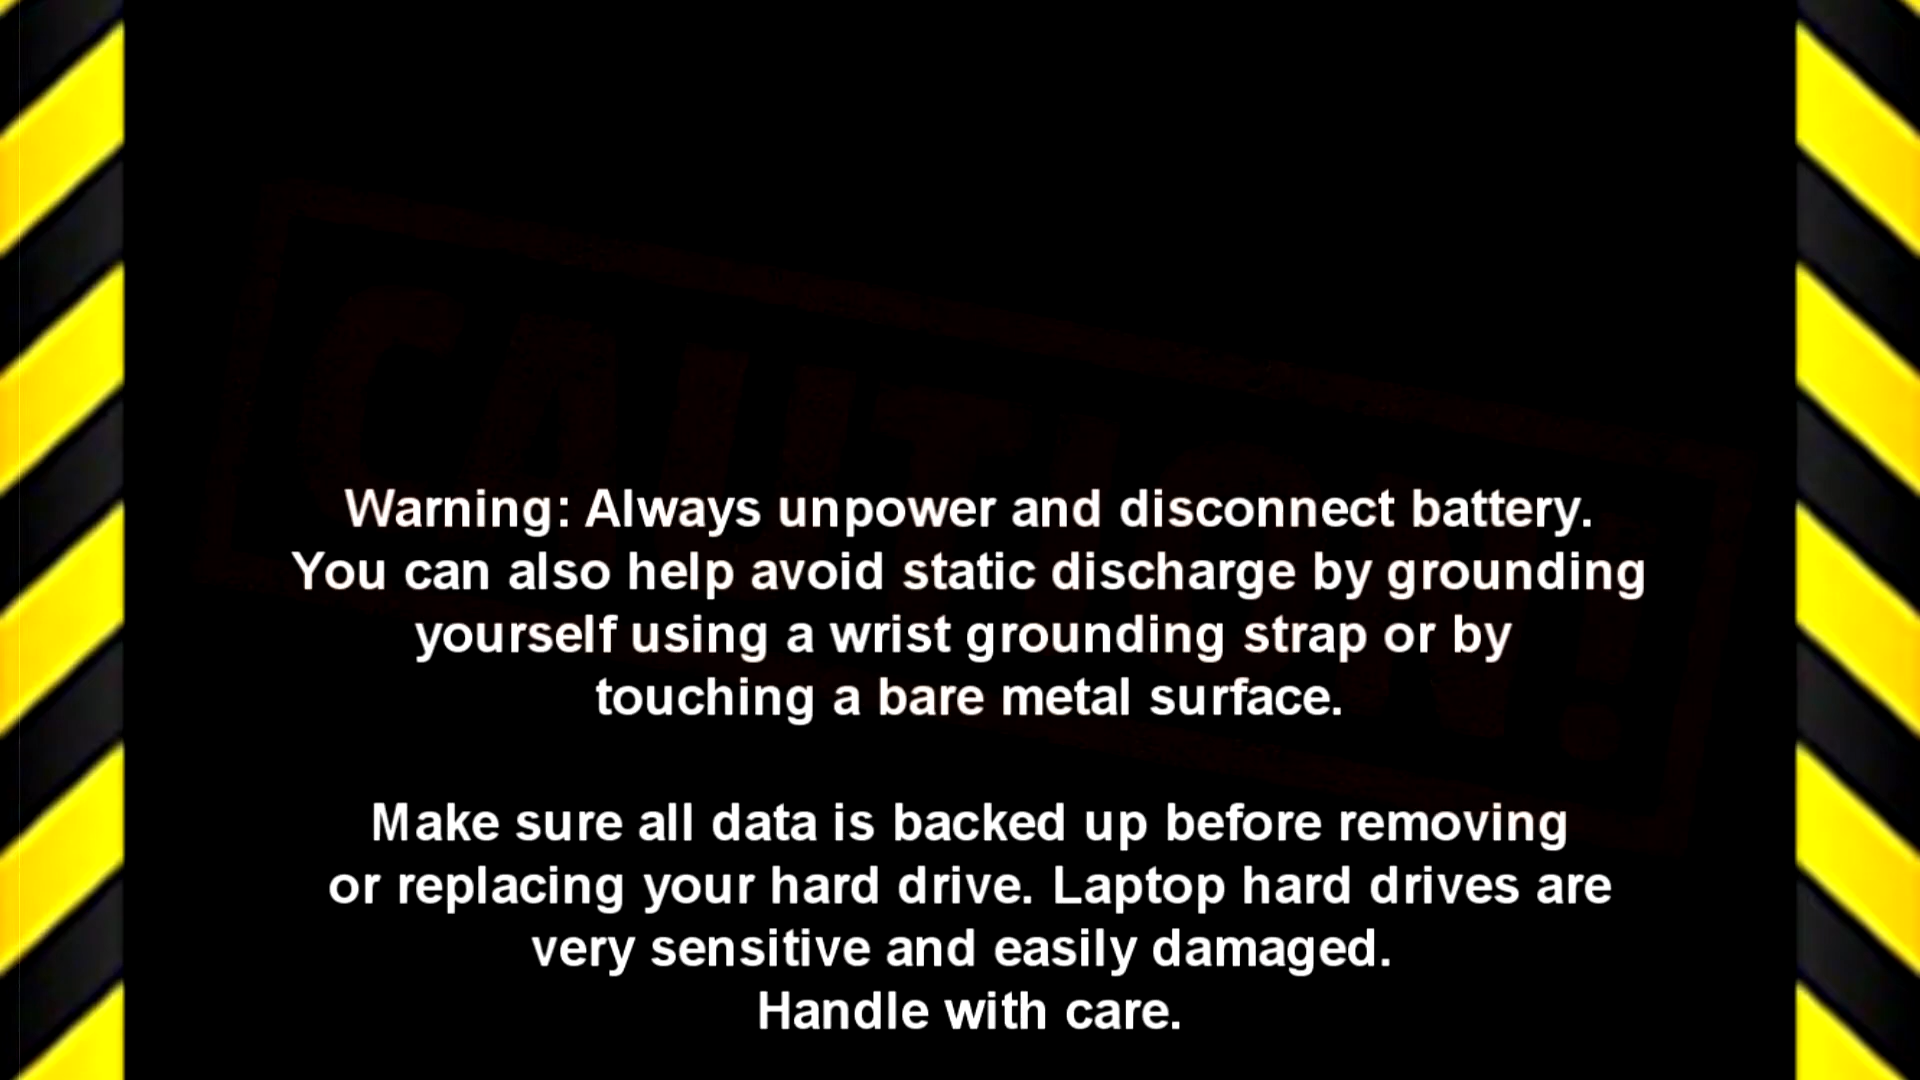 CAUTION!
Warning: Always unpower and disconnect battery.
You can also help avoid static discharge by grounding
yourself using a wrist grounding strap or by
touching a bare metal surface.
Make sure all data is backed up before removing
or replacing your hard drive. Laptop hard drives are
very sensitive and easily damaged.
Handle with care.